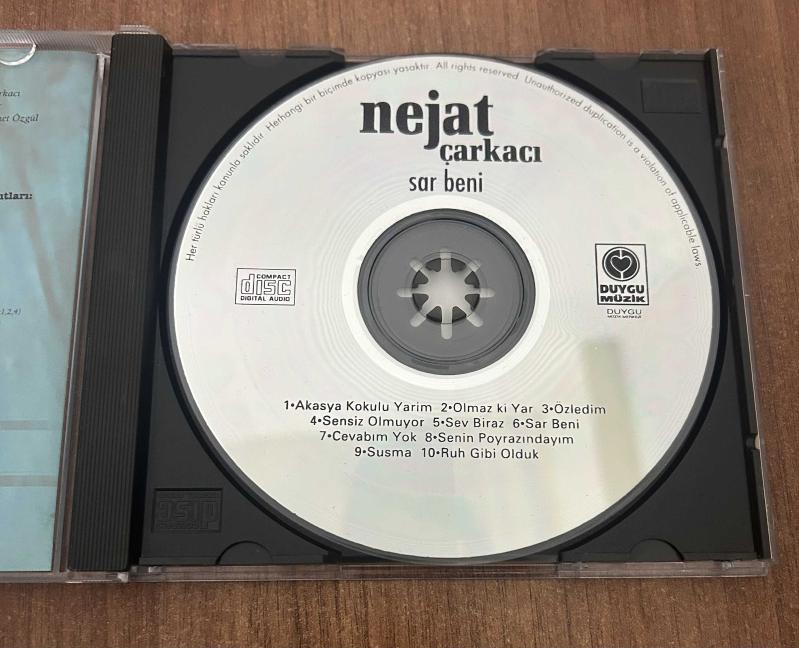 Her türlü hakları kanunla saklıdır. Herhangi bir biçimde kopyası yasaktır. All rights reserved. Unauthorized duplication is a violation of applicable laws
nejat
çarkacı
sar beni
COMPACT
disc
DIGITAL AUDIO
DUYGU
MÜZİK
DUYGU
MÜZİK MERKEZİ
1•Akasya Kokulu Yarim 2•Olmaz ki Yar 3•Özledim
4•Sensiz Olmuyor 5•Sev Biraz 6•Sar Beni
7•Cevabım Yok 8•Senin Poyrazındayım
9•Susma 10•Ruh Gibi Olduk
Özgül
disc